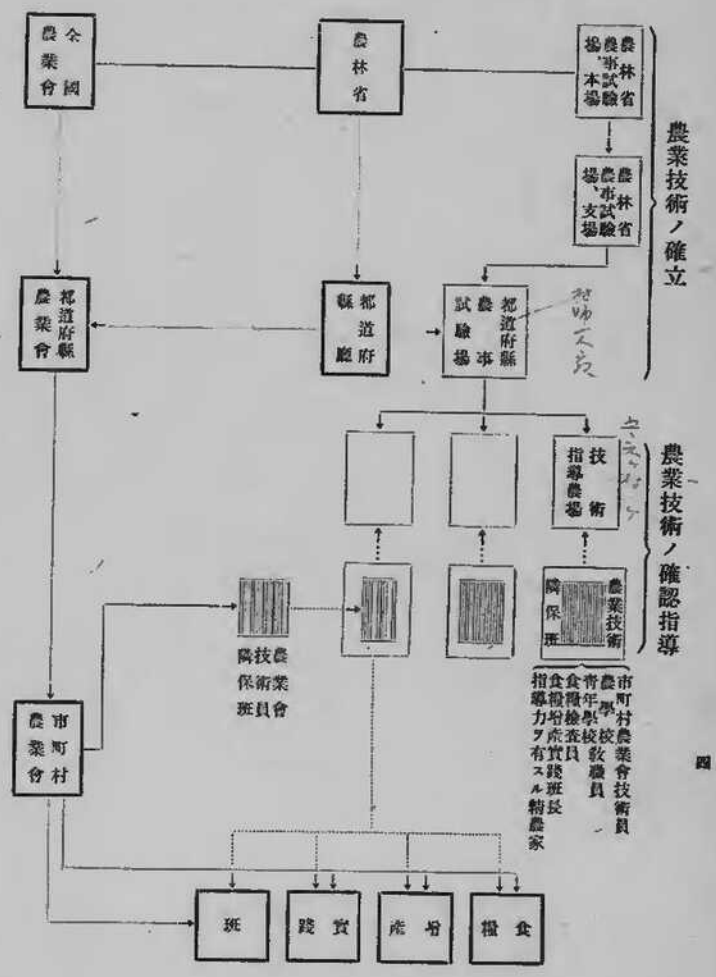 農業技術ノ確立
農林省
農事試驗
場、本場
農林省
農事試驗
場、支場
都道府縣
農事
試驗場
農林省
都道府
縣廳
全國
農業會
都道府縣
農業會
農業技術ノ確認指導
技術
指導農場
農業技術
隣保班
市町村農業會技術員
農學校
靑年學校敎職員
食糧檢査員
食糧增產實踐班長
指導力ヲ有スル精農家
農業會
技術員
隣保班
市町村
農業會
食糧
增產
實踐
班
四